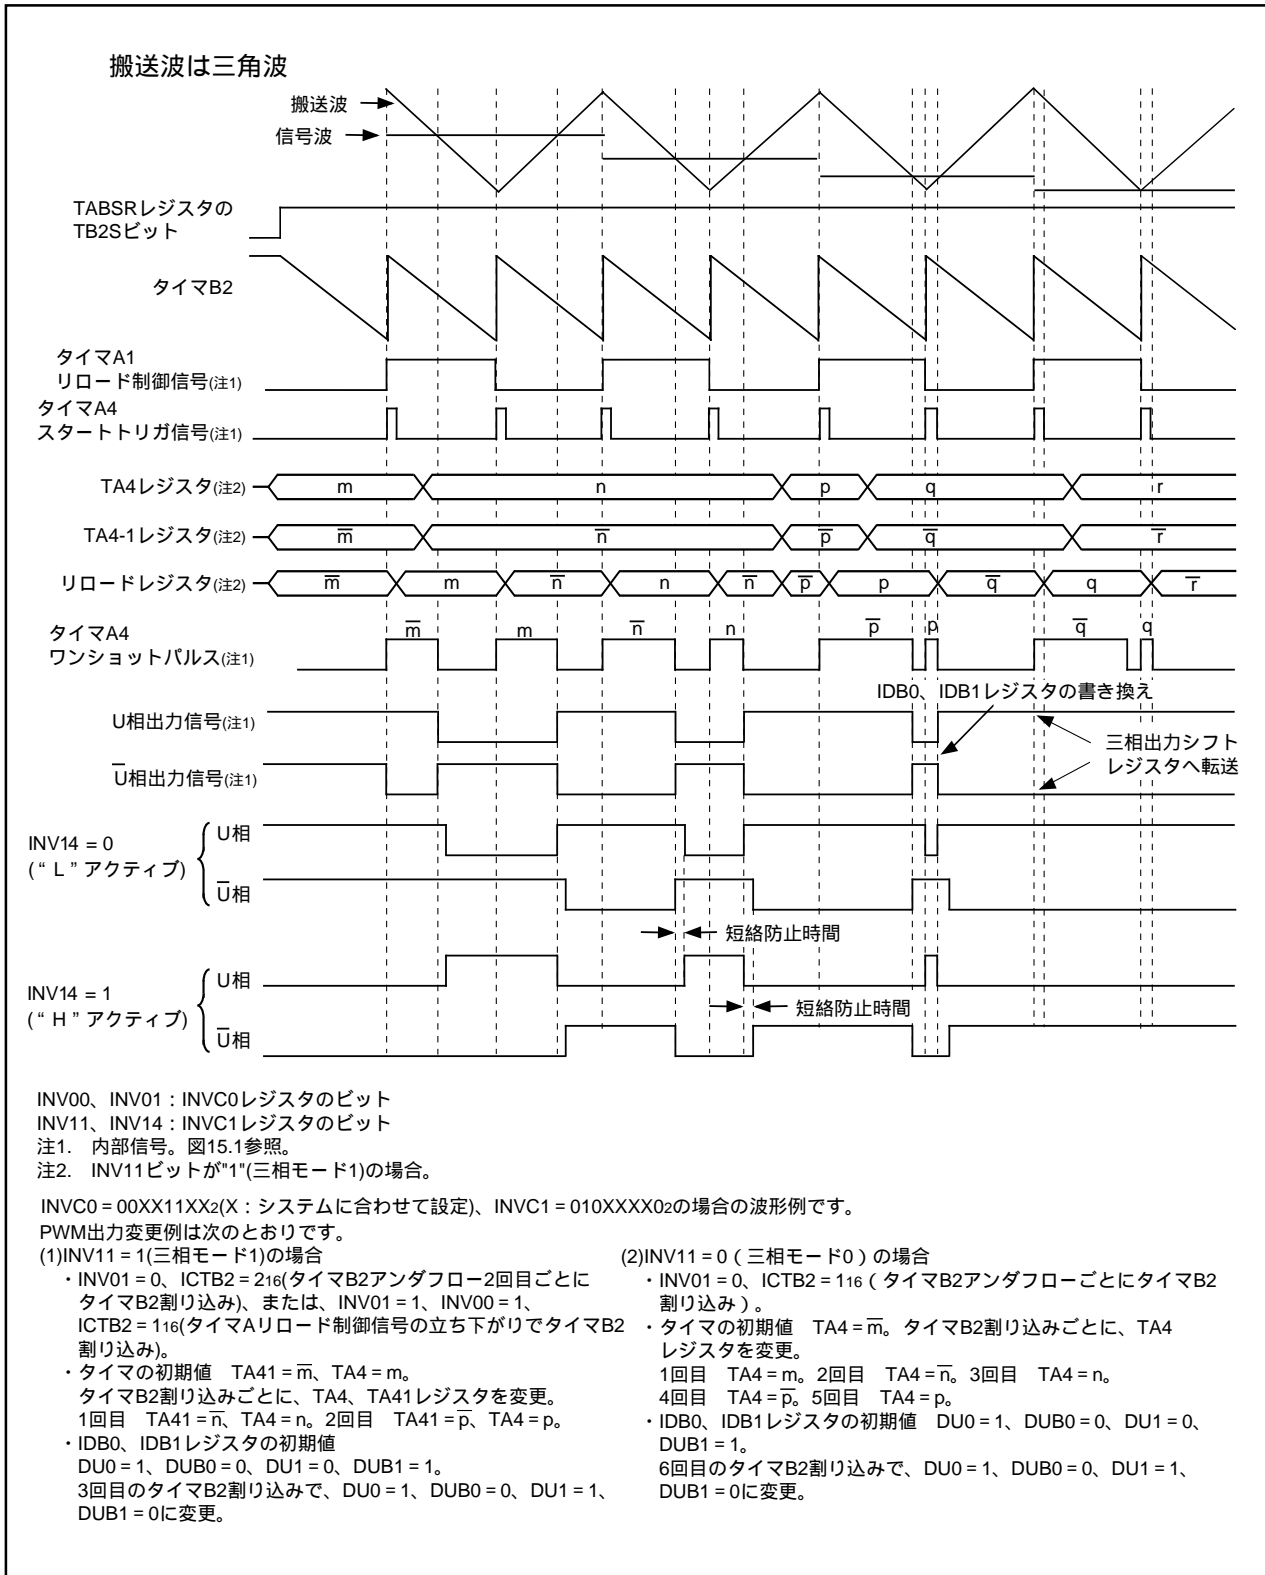 搬送波は三角波
搬送波
信号波
TABSRレジスタの
TB2Sビット
タイマB2
タイマA1
リロード制御信号(注1)
タイマA4
スタートトリガ信号(注1)
TA4レジスタ(注2)
m n p q r
TA4-1レジスタ(注2)
m̅ n̅ p̅ q̅ r̅
リロードレジスタ(注2)
m̅ m n̅ n n̅ p̅ p q̅ q r̅
タイマA4
ワンショットパルス(注1)
m̅ m n̅ n p̅ p q̅ q
IDB0、IDB1レジスタの書き換え
U相出力信号(注1)
三相出力シフト
レジスタへ転送
U̅相出力信号(注1)
INV14 = 0
(“ L ” アクティブ)
U相
U̅相
短絡防止時間
INV14 = 1
(“ H ” アクティブ)
U相
U̅相
短絡防止時間
INV00、INV01 : INVC0レジスタのビット
INV11、INV14 : INVC1レジスタのビット
注1. 内部信号。図15.1参照。
注2. INV11ビットが"1"(三相モード1)の場合。
INVC0 = 00XX11XX2(X : システムに合わせて設定)、INVC1 = 010XXXX02の場合の波形例です。
PWM出力変更例は次のとおりです。
(1)INV11 = 1(三相モード1)の場合
・INV01 = 0、ICTB2 = 216(タイマB2アンダフロー2回目ごとに
タイマB2割り込み)、または、INV01 = 1、INV00 = 1、
ICTB2 = 116(タイマAリロード制御信号の立ち下がりでタイマB2
割り込み)。
・タイマの初期値 TA41 = m̅、TA4 = m。
タイマB2割り込みごとに、TA4、TA41レジスタを変更。
1回目 TA41 = n̅、TA4 = n。2回目 TA41 = p̅、TA4 = p。
・IDB0、IDB1レジスタの初期値
DU0 = 1、DUB0 = 0、DU1 = 0、DUB1 = 1。
3回目のタイマB2割り込みで、DU0 = 1、DUB0 = 0、DU1 = 1、
DUB1 = 0に変更。
(2)INV11 = 0 ( 三相モード0 ) の場合
・INV01 = 0、ICTB2 = 116 ( タイマB2アンダフローごとにタイマB2
割り込み ) 。
・タイマの初期値 TA4 = m̅。タイマB2割り込みごとに、TA4
レジスタを変更。
1回目 TA4 = m。2回目 TA4 = n̅。3回目 TA4 = n。
4回目 TA4 = p̅。5回目 TA4 = p。
・IDB0、IDB1レジスタの初期値 DU0 = 1、DUB0 = 0、DU1 = 0、
DUB1 = 1。
6回目のタイマB2割り込みで、DU0 = 1、DUB0 = 0、DU1 = 1、
DUB1 = 0に変更。